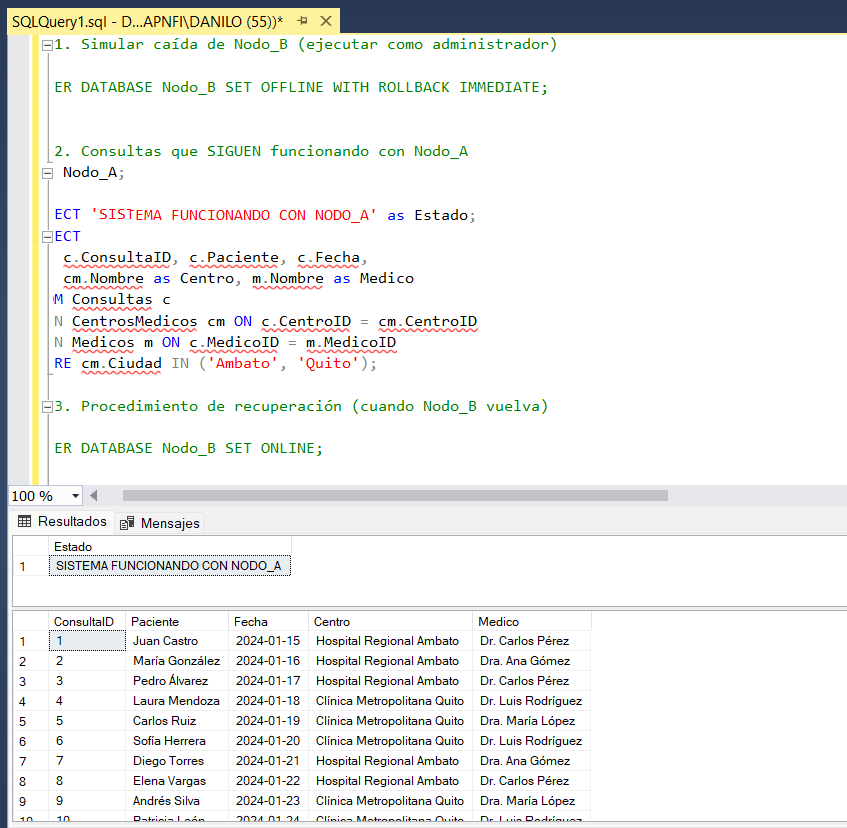 SQLQuery1.sql - D...APNFI\DANILO (55))*
1. Simular caída de Nodo_B (ejecutar como administrador)
ER DATABASE Nodo_B SET OFFLINE WITH ROLLBACK IMMEDIATE;
2. Consultas que SIGUEN funcionando con Nodo_A
Nodo_A;
ECT 'SISTEMA FUNCIONANDO CON NODO_A' as Estado;
ECT
c.ConsultaID, c.Paciente, c.Fecha,
cm.Nombre as Centro, m.Nombre as Medico
M Consultas c
N CentrosMedicos cm ON c.CentroID = cm.CentroID
N Medicos m ON c.MedicoID = m.MedicoID
RE cm.Ciudad IN ('Ambato', 'Quito');
3. Procedimiento de recuperación (cuando Nodo_B vuelva)
ER DATABASE Nodo_B SET ONLINE;
100 %
Resultados Mensajes
Estado
1 SISTEMA FUNCIONANDO CON NODO_A
ConsultaID Paciente Fecha Centro Medico
1 1 Juan Castro 2024-01-15 Hospital Regional Ambato Dr. Carlos Pérez
2 2 María González 2024-01-16 Hospital Regional Ambato Dra. Ana Gómez
3 3 Pedro Álvarez 2024-01-17 Hospital Regional Ambato Dr. Carlos Pérez
4 4 Laura Mendoza 2024-01-18 Clínica Metropolitana Quito Dr. Luis Rodríguez
5 5 Carlos Ruiz 2024-01-19 Clínica Metropolitana Quito Dra. María López
6 6 Sofía Herrera 2024-01-20 Clínica Metropolitana Quito Dr. Luis Rodríguez
7 7 Diego Torres 2024-01-21 Hospital Regional Ambato Dra. Ana Gómez
8 8 Elena Vargas 2024-01-22 Hospital Regional Ambato Dr. Carlos Pérez
9 9 Andrés Silva 2024-01-23 Clínica Metropolitana Quito Dra. María López
10 10 Patricia León 2024-01-24 Clínica Metropolitana Quito Dr. Luis Rodríguez